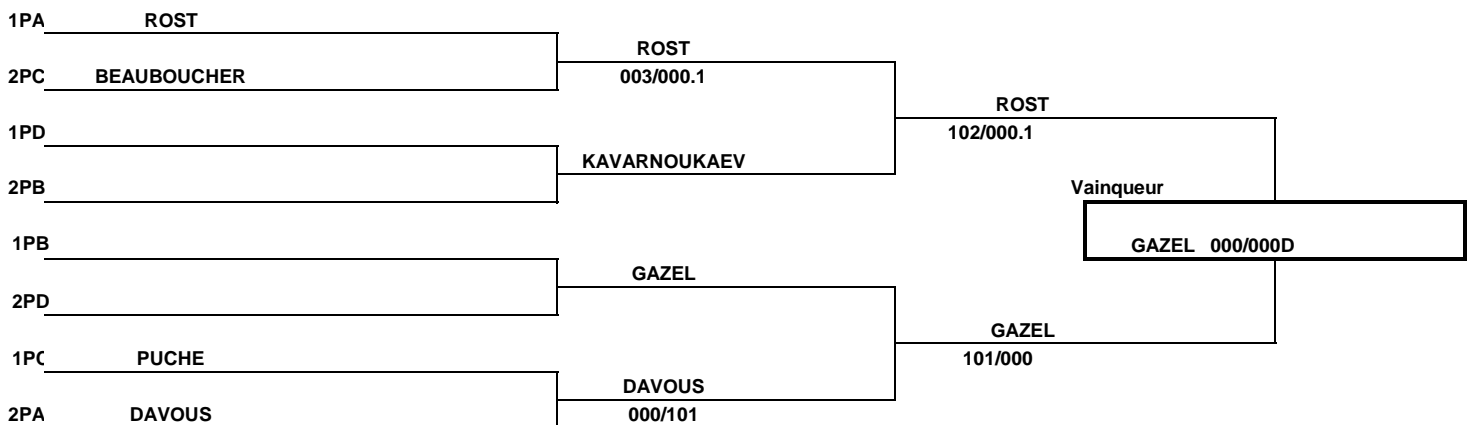 1PA ROST
ROST
2PC BEAUBOUCHER 003/000.1
ROST
1PD 102/000.1
KAVARNOUKAEV
2PB Vainqueur
1PB GAZEL 000/000D
GAZEL
2PD
GAZEL
1PC PUCHE 101/000
DAVOUS
2PA DAVOUS 000/101